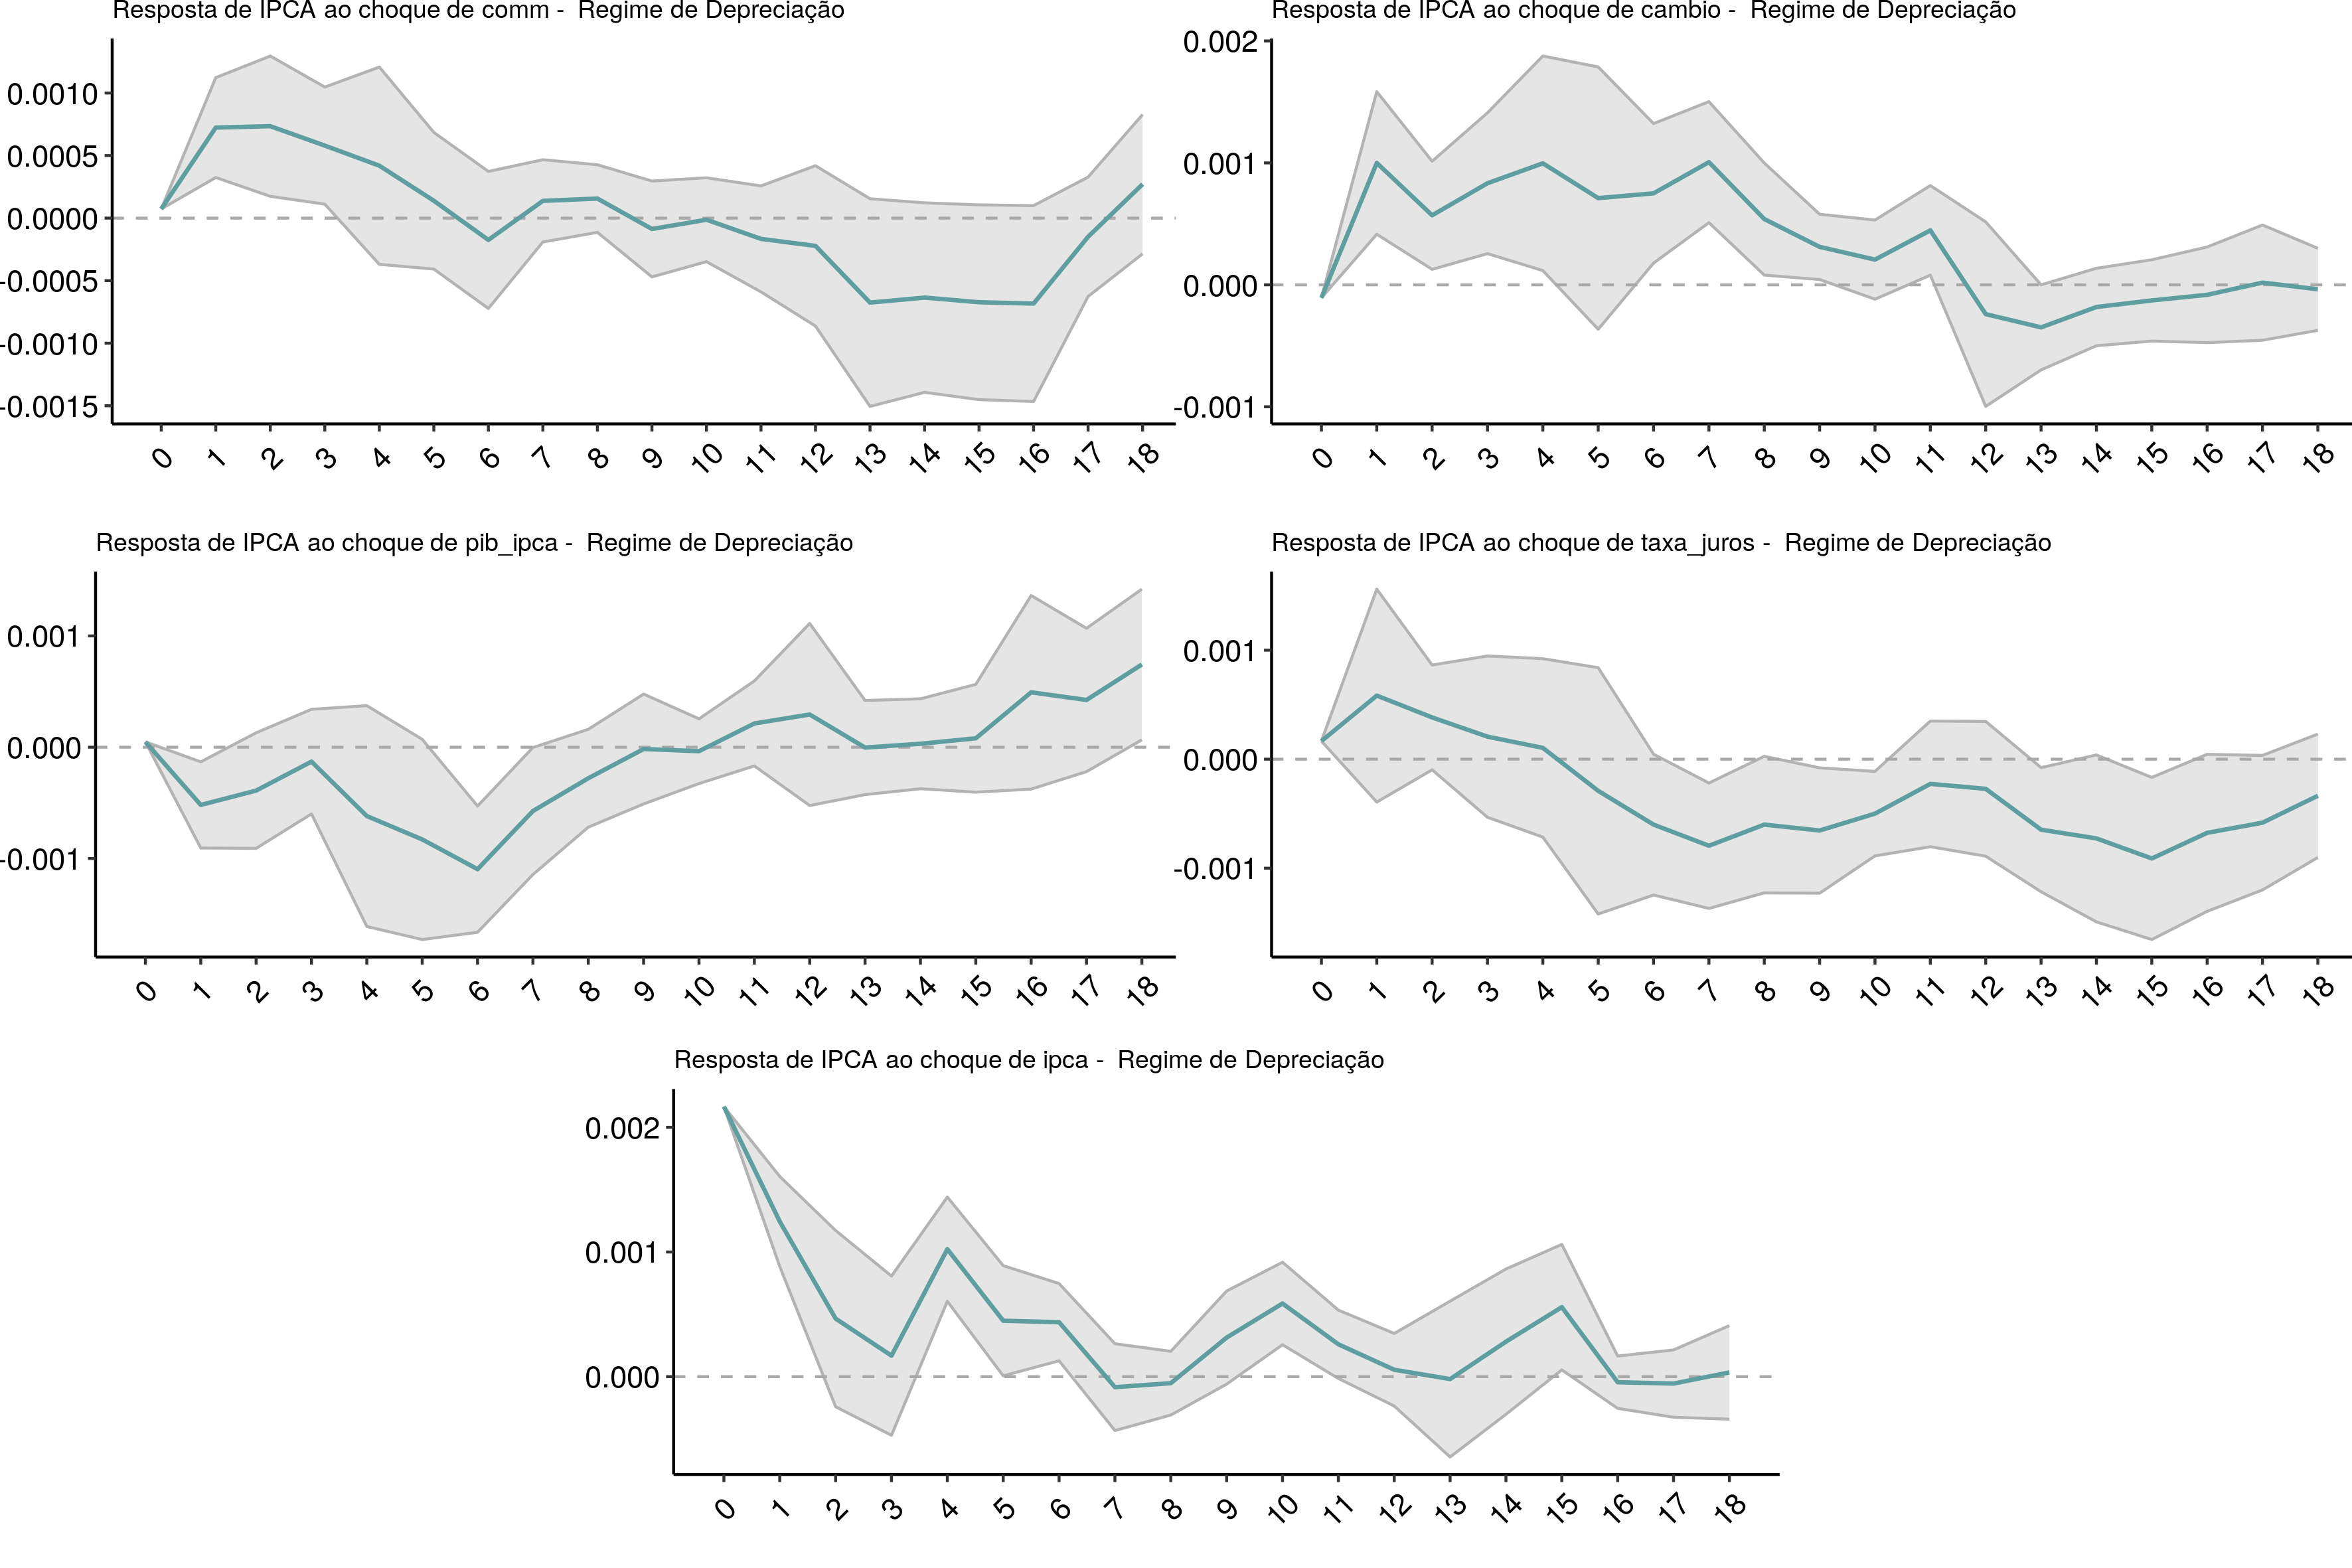 Resposta de IPCA ao choque de comm -  Regime de Depreciação
0.0010
0.0005
0.0000
-0.0005
-0.0010
-0.0015
0 1 2 3 4 5 6 7 8 9 10 11 12 13 14 15 16 17 18
Resposta de IPCA ao choque de cambio -  Regime de Depreciação
0.002
0.001
0.000
-0.001
0 1 2 3 4 5 6 7 8 9 10 11 12 13 14 15 16 17 18
Resposta de IPCA ao choque de pib_ipca -  Regime de Depreciação
0.001
0.000
-0.001
0 1 2 3 4 5 6 7 8 9 10 11 12 13 14 15 16 17 18
Resposta de IPCA ao choque de taxa_juros -  Regime de Depreciação
0.001
0.000
-0.001
0 1 2 3 4 5 6 7 8 9 10 11 12 13 14 15 16 17 18
Resposta de IPCA ao choque de ipca -  Regime de Depreciação
0.002
0.001
0.000
0 1 2 3 4 5 6 7 8 9 10 11 12 13 14 15 16 17 18